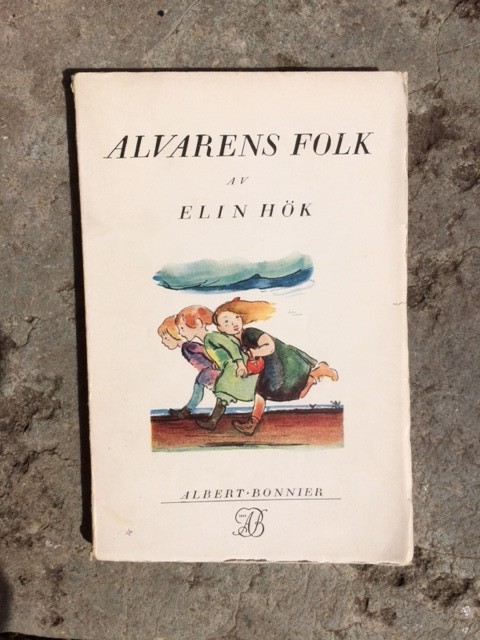 ALVARENS FOLK
AV
ELIN HÖK
ALBERT·BONNIER
AB